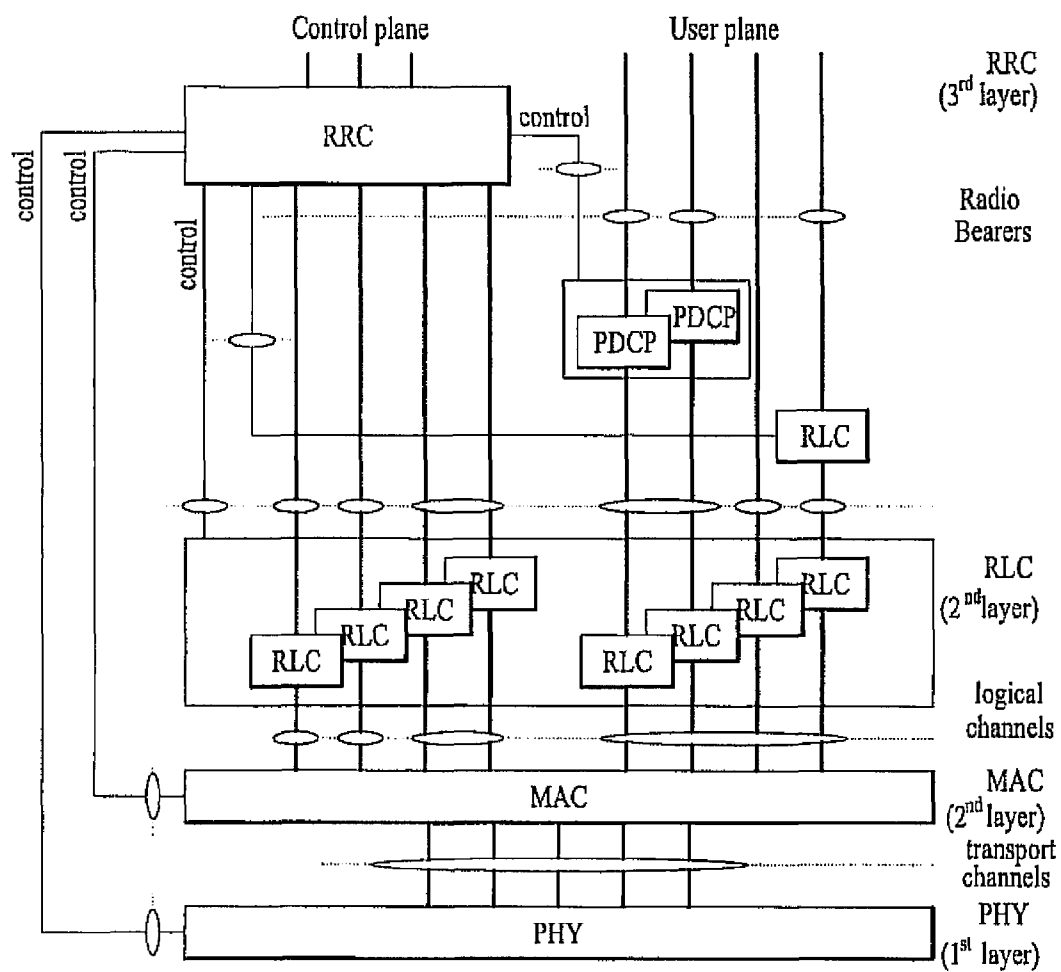 Control plane
User plane
RRC
(3rd layer)
RRC
control
control
control
control
Radio
Bearers
PDCP
PDCP
RLC
RLC
RLC
RLC
RLC
RLC
RLC
RLC
RLC
RLC
(2nd layer)
logical
channels
MAC
MAC
(2nd layer)
transport
channels
PHY
PHY
(1st layer)